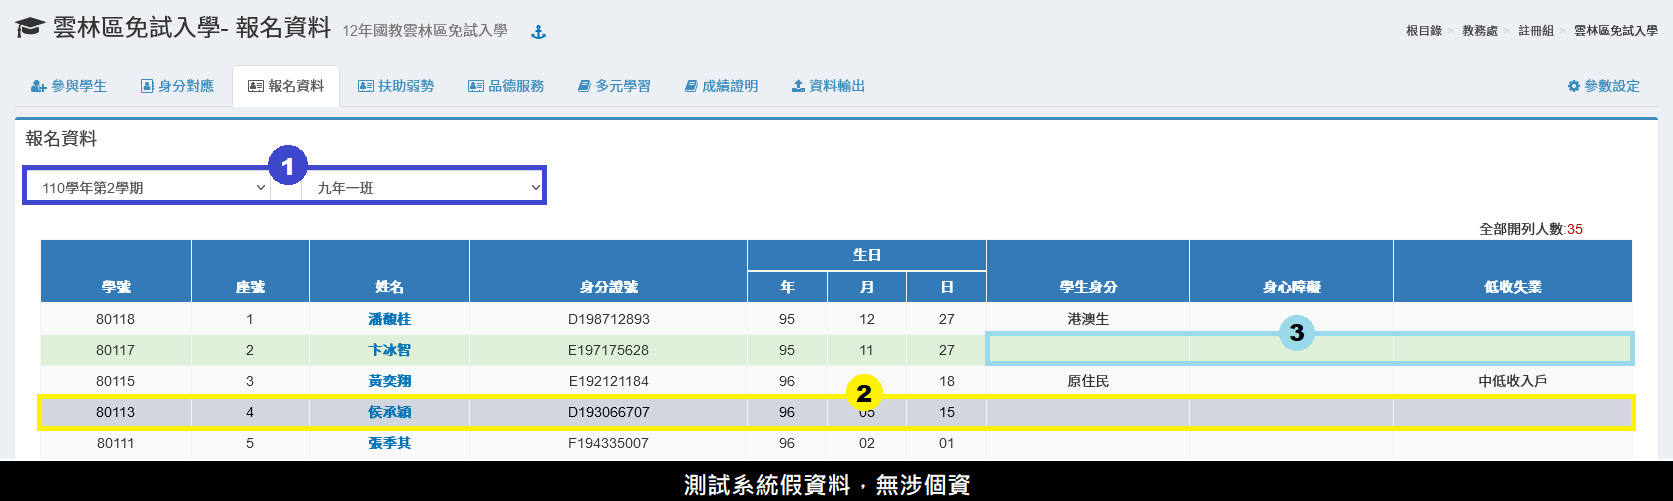 雲林區免試入學- 報名資料 12年國教雲林區免試入學
根目錄 > 教務處 > 註冊組 > 雲林區免試入學
參與學生 身分對應 報名資料 扶助弱勢 品德服務 多元學習 成績證明 資料輸出 參數設定
報名資料
1
110學年第2學期 九年一班
全部開列人數:35
生日
學號 座號 姓名 身分證號 年 月 日 學生身分 身心障礙 低收失業
80118 1 潘馥桂 D198712893 95 12 27 港澳生
80117 2 卞冰智 E197175628 95 11 27 3
80115 3 黃奕翔 E192121184 96 18 原住民 中低收入戶
2
80113 4 侯承穎 D193066707 96 05 15
80111 5 張季其 F194335007 96 02 01
測試系統假資料，無涉個資